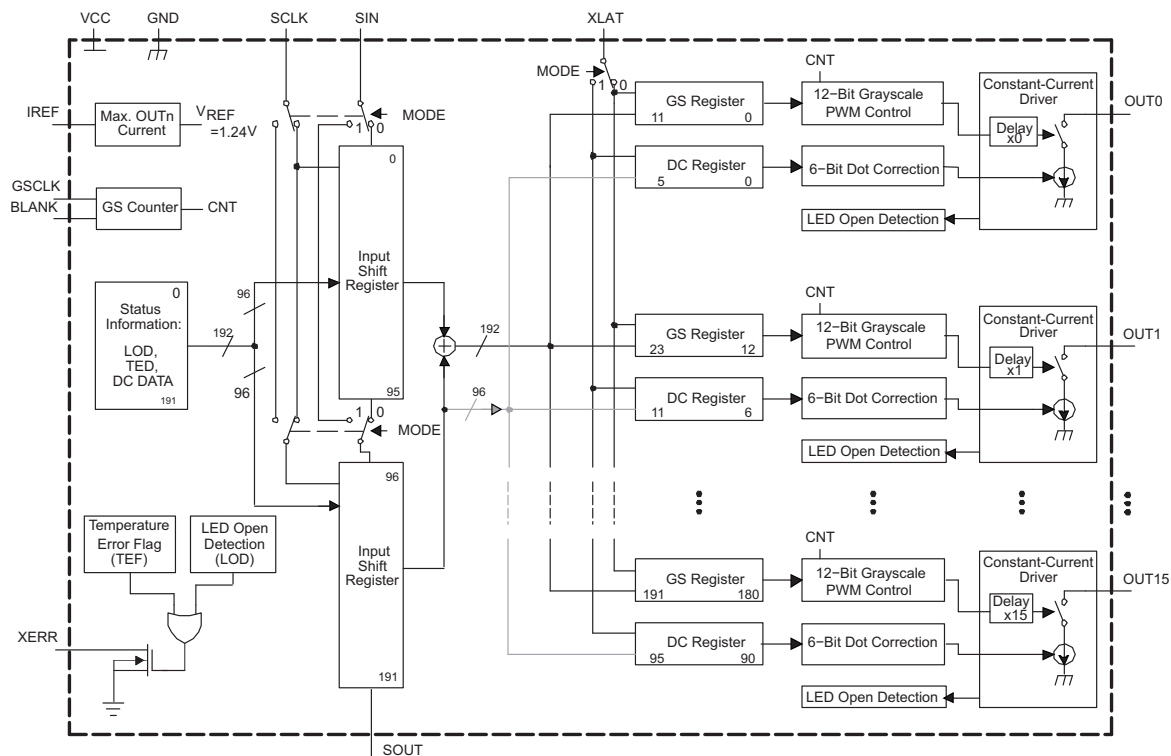 VCC
GND
SCLK
SIN
XLAT
MODE
1 0
IREF
Max. OUTn
Current
VREF
=1.24V
GSCLK
BLANK
GS Counter
CNT
MODE
1 0
0
Input
Shift
Register
95
0
Status
Information:
LOD,
TED,
DC DATA
191
192
96
96
1 0
MODE
96
Input
Shift
Register
191
192
96
Temperature
Error Flag
(TEF)
LED Open
Detection
(LOD)
XERR
SOUT
GS Register
11 0
DC Register
5 0
CNT
12−Bit Grayscale
PWM Control
6−Bit Dot Correction
LED Open Detection
Constant-Current
Driver
Delay
x0
OUT0
GS Register
23 12
DC Register
11 6
CNT
12−Bit Grayscale
PWM Control
6−Bit Dot Correction
LED Open Detection
Constant-Current
Driver
Delay
x1
OUT1
GS Register
191 180
DC Register
95 90
CNT
12−Bit Grayscale
PWM Control
6−Bit Dot Correction
LED Open Detection
Constant-Current
Driver
Delay
x15
OUT15